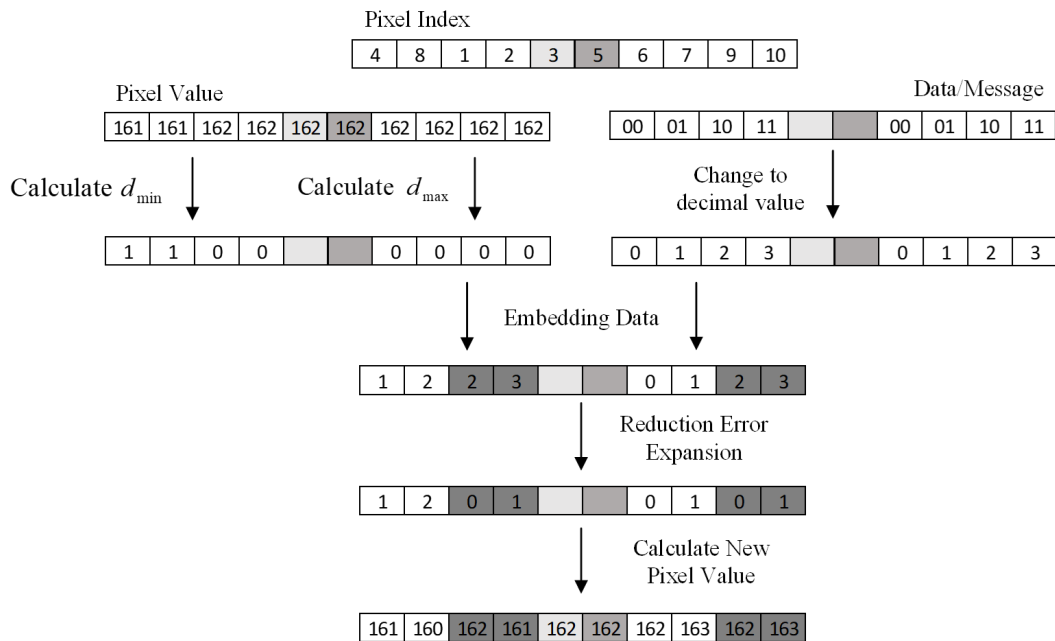 Pixel Index
4 8 1 2 3 5 6 7 9 10
Pixel Value
Data/Message
161 161 162 162 162 162 162 162 162 162
00 01 10 11 00 01 10 11
Calculate d min
Calculate d max
Change to
decimal value
1 1 0 0 0 0 0 0
0 1 2 3 0 1 2 3
Embedding Data
1 2 2 3 0 1 2 3
Reduction Error
Expansion
1 2 0 1 0 1 0 1
Calculate New
Pixel Value
161 160 162 161 162 162 162 163 162 163